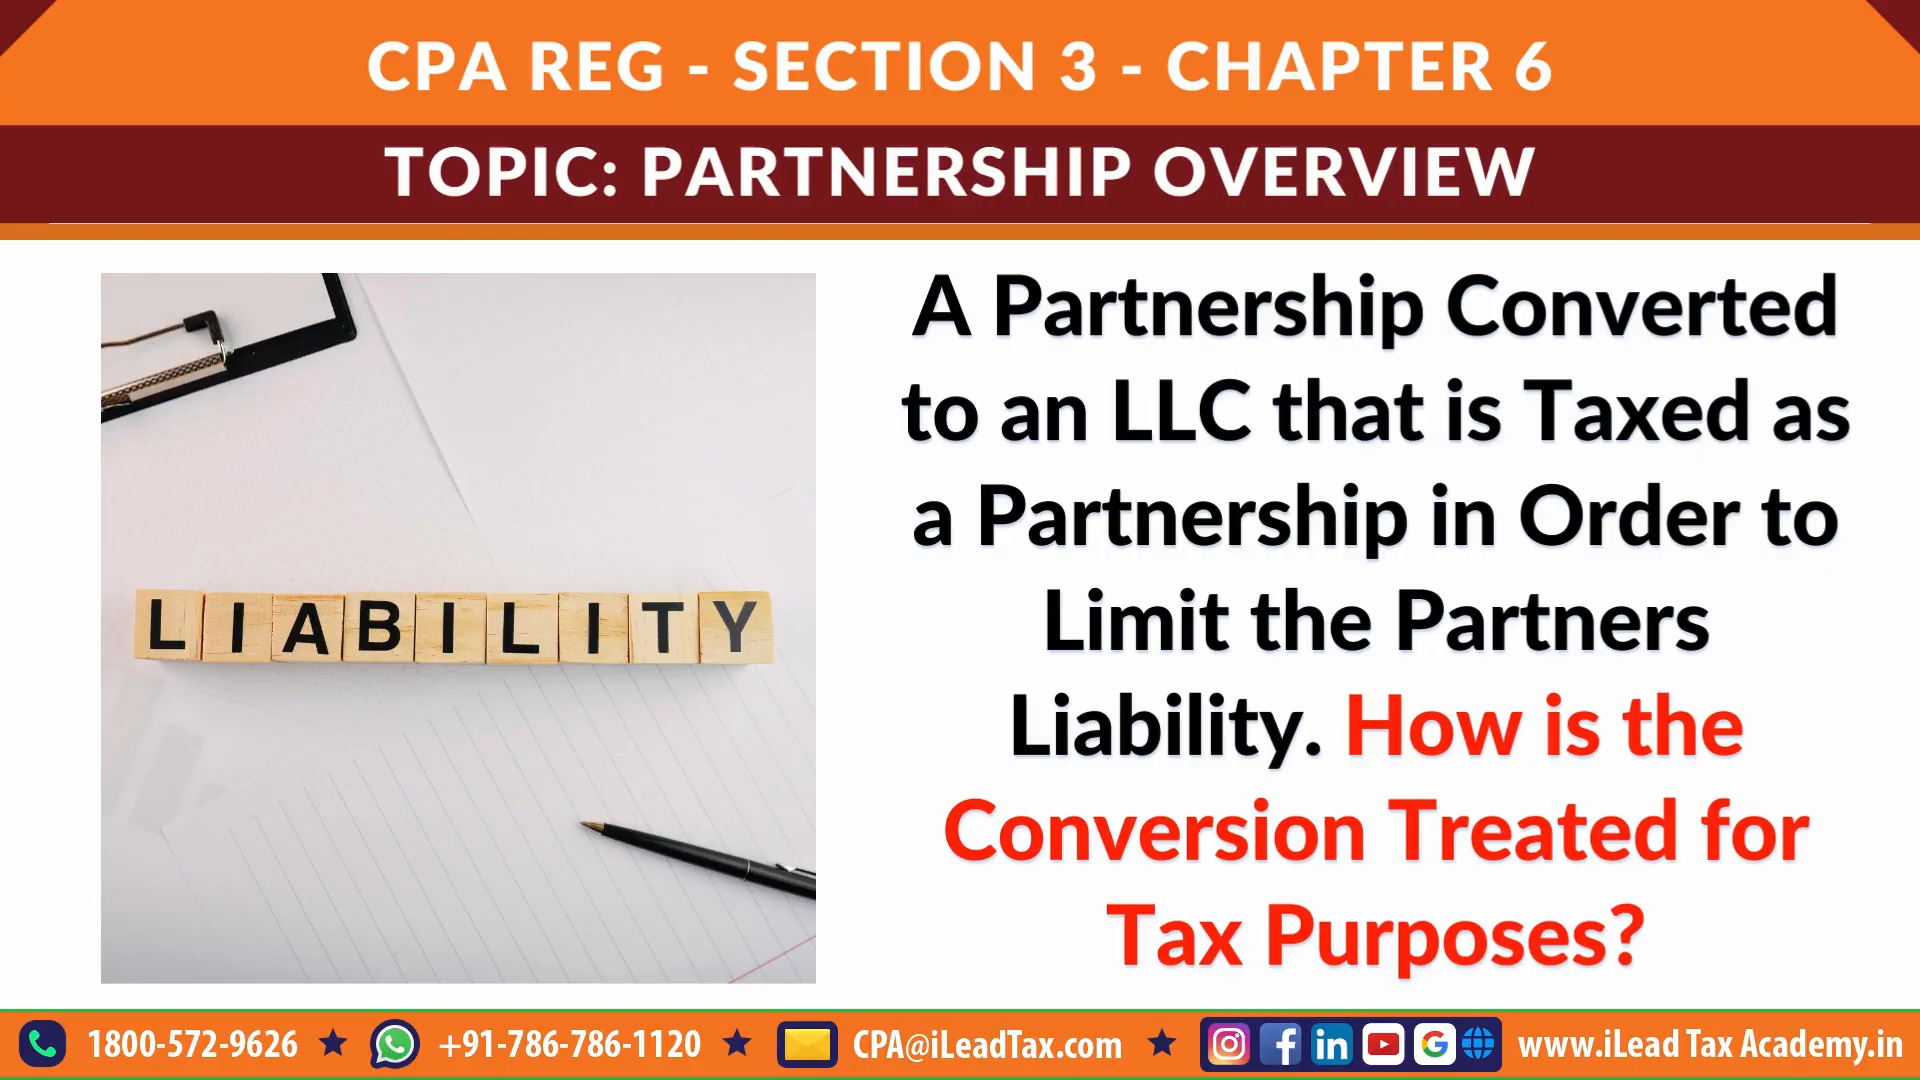 CPA REG - SECTION 3 - CHAPTER 6
TOPIC: PARTNERSHIP OVERVIEW
LIABILITY
A Partnership Converted
to an LLC that is Taxed as
a Partnership in Order to
Limit the Partners
Liability. How is the
Conversion Treated for
Tax Purposes?
1800-572-9626 +91-786-786-1120 CPA@iLeadTax.com www.iLead Tax Academy.in